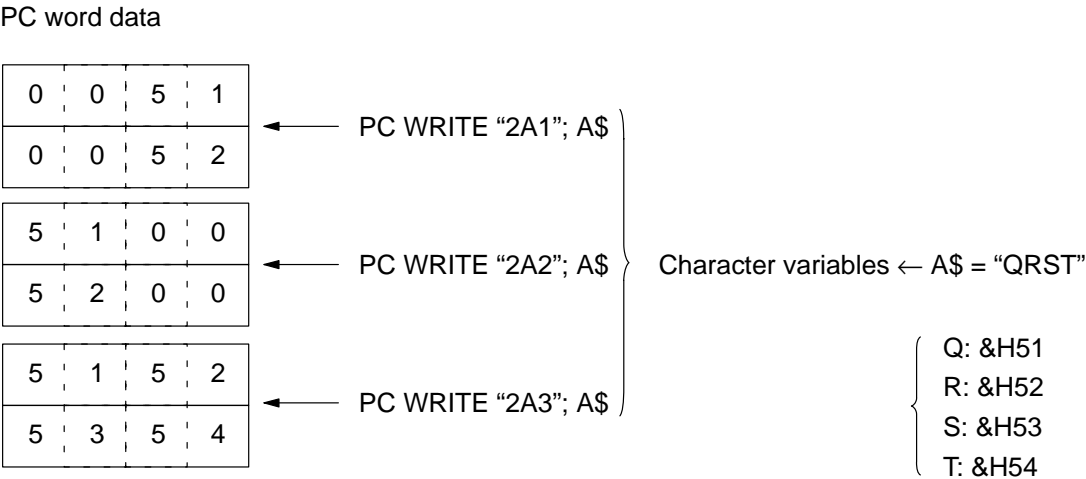 PC word data
0 0 5 1
PC WRITE “2A1”; A$
0 0 5 2
5 1 0 0
PC WRITE “2A2”; A$
Character variables ← A$ = “QRST”
5 2 0 0
5 1 5 2
PC WRITE “2A3”; A$
5 3 5 4
Q: &H51
R: &H52
S: &H53
T: &H54